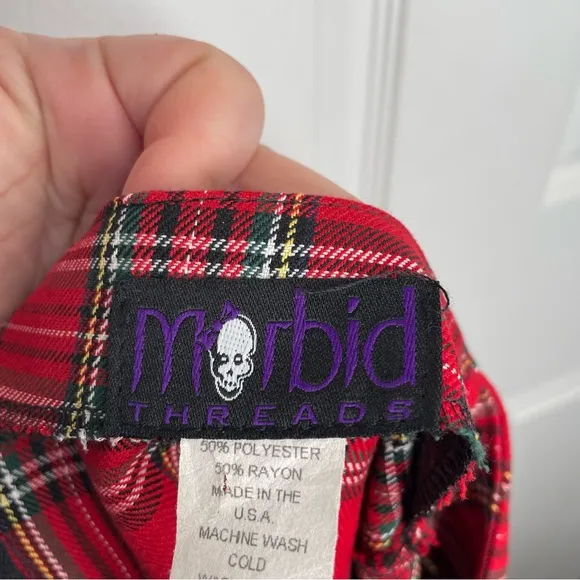 Morbid
THREADS
50% POLYESTER
50% RAYON
MADE IN THE
U.S.A.
MACHINE WASH
COLD